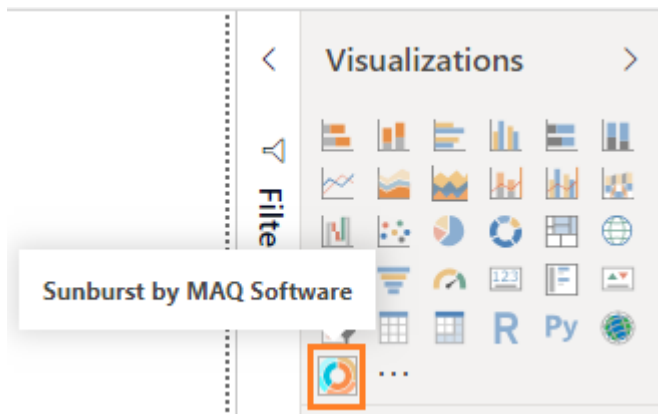 Visualizations
Filte
123
Sunburst by MAQ Software
R Py
...